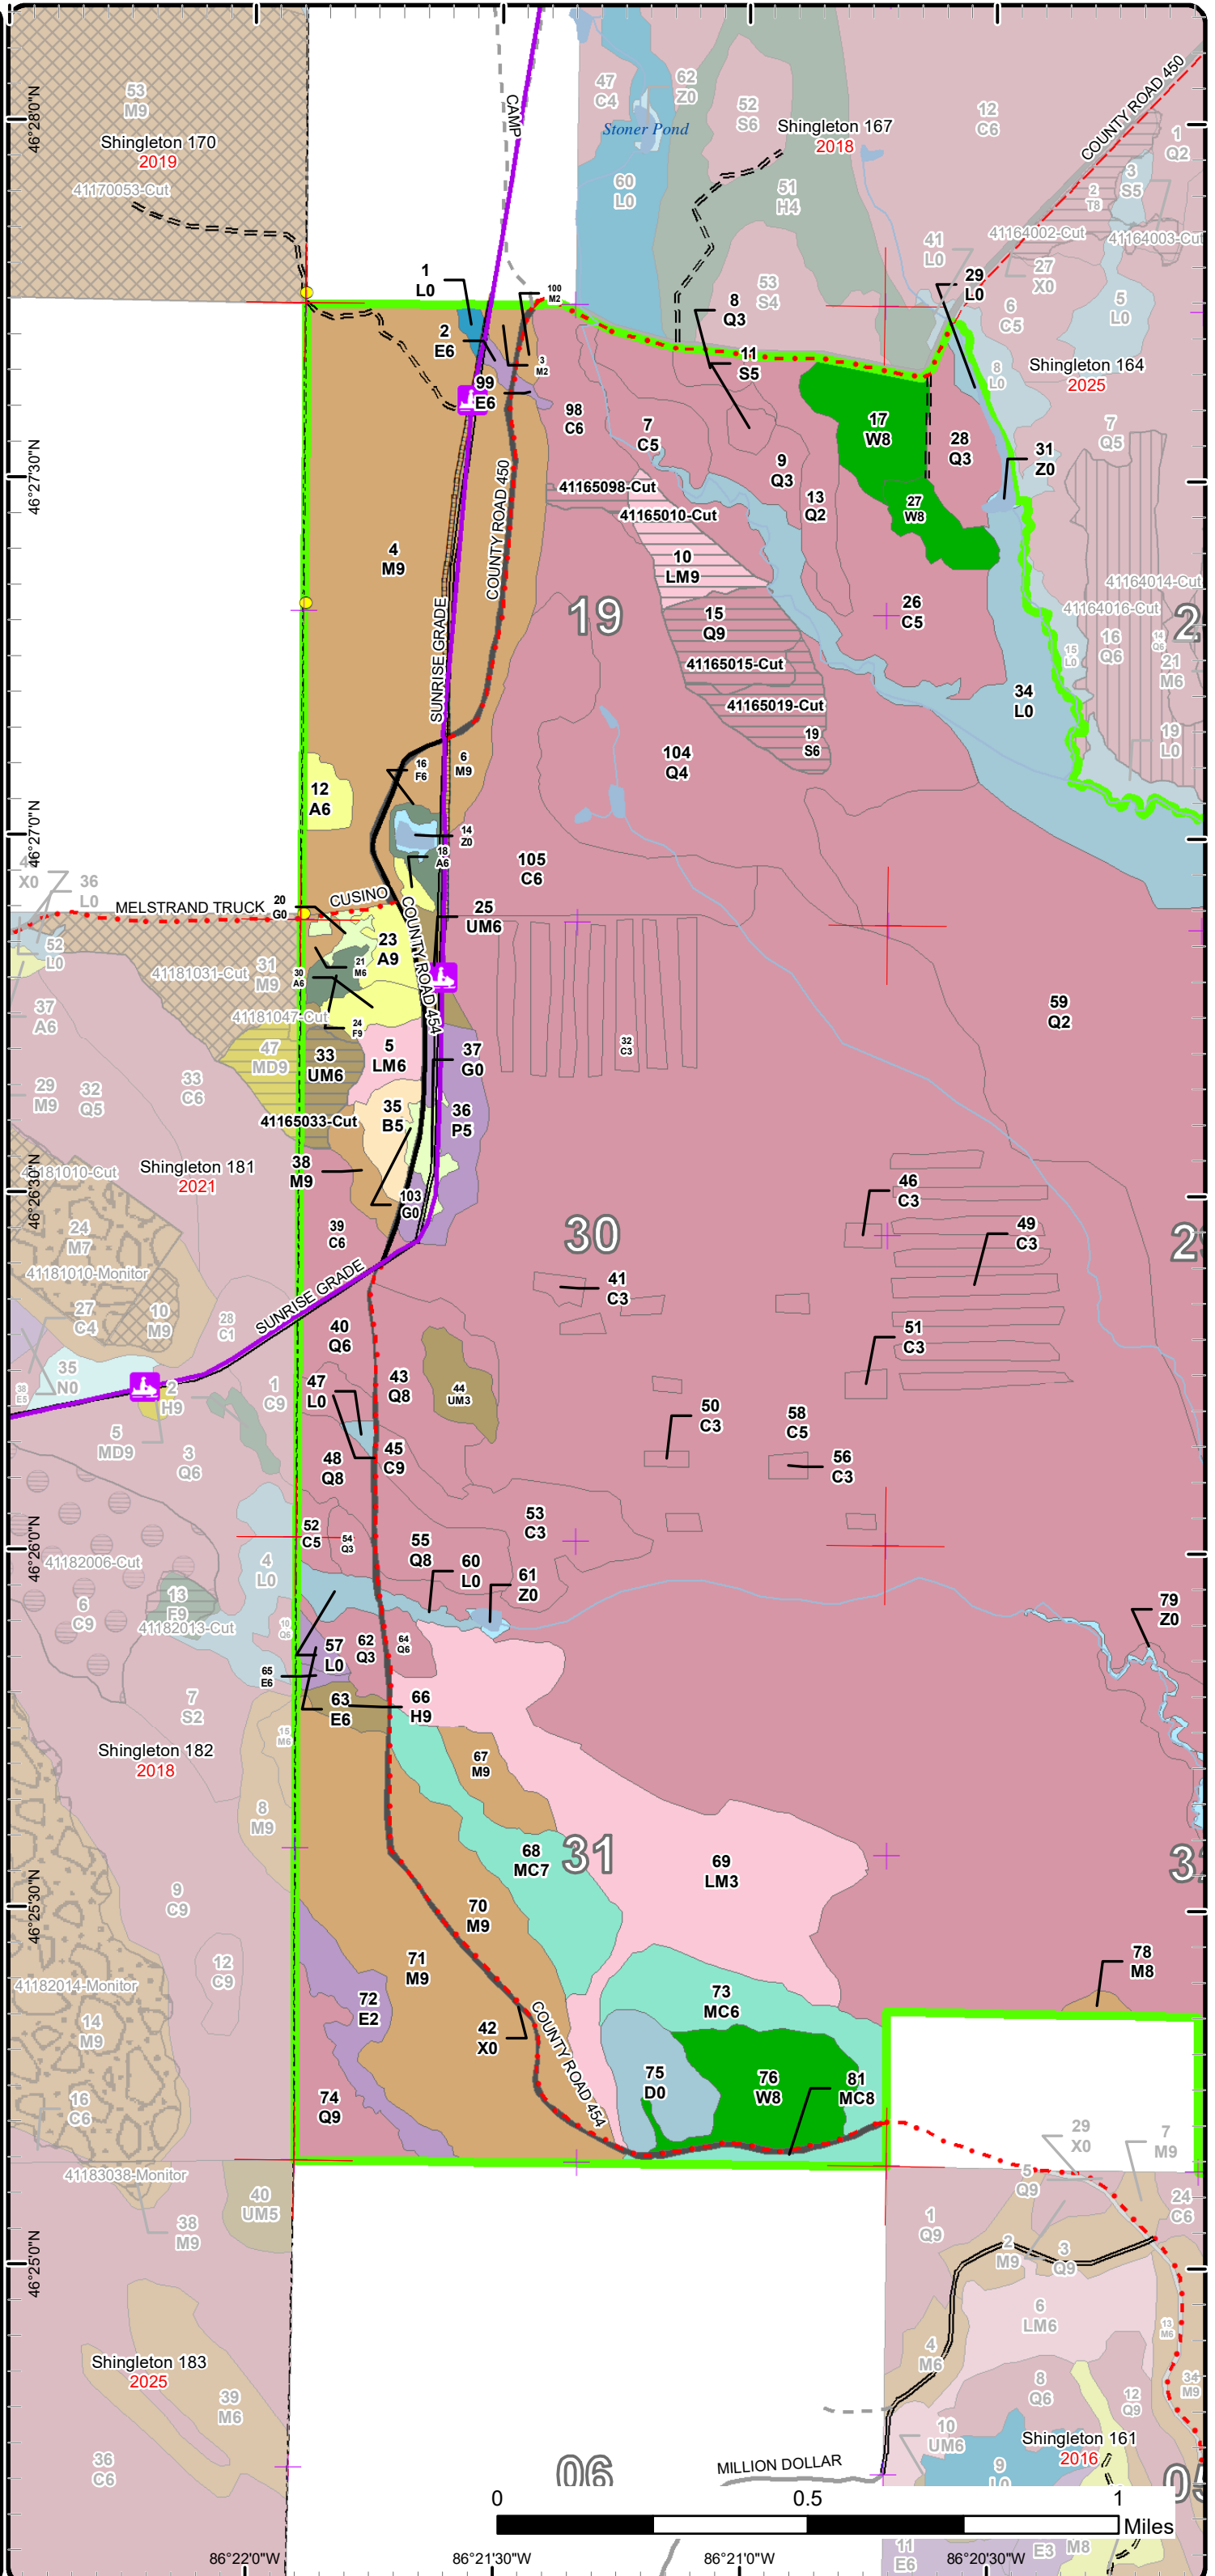 46°28'0"N
53
M9
Shingleton 170
2019
41170053-Cut
CAMP
47
C4
62
Z0
Stoner Pond
52
S6
Shingleton 167
2018
12
C6
COUNTY ROAD 450
1
Q2
3
S5
2
T8
60
L0
51
H4
41164002-Cut
41164003-Cut
41
L0
27
X0
53
S4
29
L0
6
C5
5
L0
1
L0
100
M2
8
Q3
2
E6
3
M2
11
S5
Shingleton 164
2025
8
L0
99
E6
98
C6
7
C5
17
W8
28
Q3
31
Z0
7
Q5
46°27'30"N
COUNTY ROAD 450
41165098-Cut
9
Q3
13
Q2
27
W8
41165010-Cut
4
M9
10
LM9
41164014-Cut
41164016-Cut
19
15
Q9
26
C5
2
16
Q6
14
Q6
15
L0
21
M6
SUNRISE GRADE
41165015-Cut
34
L0
41165019-Cut
19
S6
19
L0
104
Q4
6
M9
16
F6
12
A6
46°27'0"N
14
Z0
18
A6
105
C6
4
X0
36
L0
MELSTRAND TRUCK
20
G0
CUSINO
25
UM6
COUNTY ROAD 454
23
A9
52
L0
31
M9
41181031-Cut
30
A6
21
M6
37
A6
41181047-Cut
24
F9
59
Q2
32
C3
47
MD9
33
UM6
5
LM6
37
G0
29
M9
32
Q5
33
C6
41165033-Cut
35
B5
36
P5
46°26'30"N
41181010-Cut
Shingleton 181
2021
38
M9
103
G0
46
C3
24
M7
39
C6
30
49
C3
41181010-Monitor
41
C3
SUNRISE GRADE
27
C4
10
M9
28
C1
40
Q6
51
C3
35
N0
38
E5
2
H9
1
C9
47
L0
43
Q8
44
UM3
50
C3
58
C5
5
MD9
3
Q6
48
Q8
45
C9
56
C3
46°26'0"N
52
C5
54
Q3
53
C3
55
Q8
60
L0
61
Z0
41182006-Cut
4
L0
6
C9
13
F9
41182013-Cut
10
Q6
79
Z0
57
L0
62
Q3
64
Q6
65
E6
7
S2
63
E6
66
H9
15
M6
Shingleton 182
2018
67
M9
8
M9
68
MC7
31
69
LM3
46°25'30"N
9
C9
70
M9
12
C9
71
M9
78
M8
41182014-Monitor
72
E2
73
MC6
14
M9
42
X0
COUNTY ROAD 454
75
D0
76
W8
81
MC8
16
C6
74
Q9
29
X0
7
M9
41183038-Monitor
5
Q9
40
UM5
24
C6
38
M9
1
Q9
2
M9
3
Q9
46°25'0"N
6
LM6
13
M6
4
M6
Shingleton 183
2025
8
Q6
12
Q9
34
M9
39
M6
10
UM6
Shingleton 161
2016
36
C6
06
MILLION DOLLAR
9
L0
0
0.5
1
Miles
11
E6
E3
M8
86°22'0"W
86°21'30"W
86°21'0"W
86°20'30"W